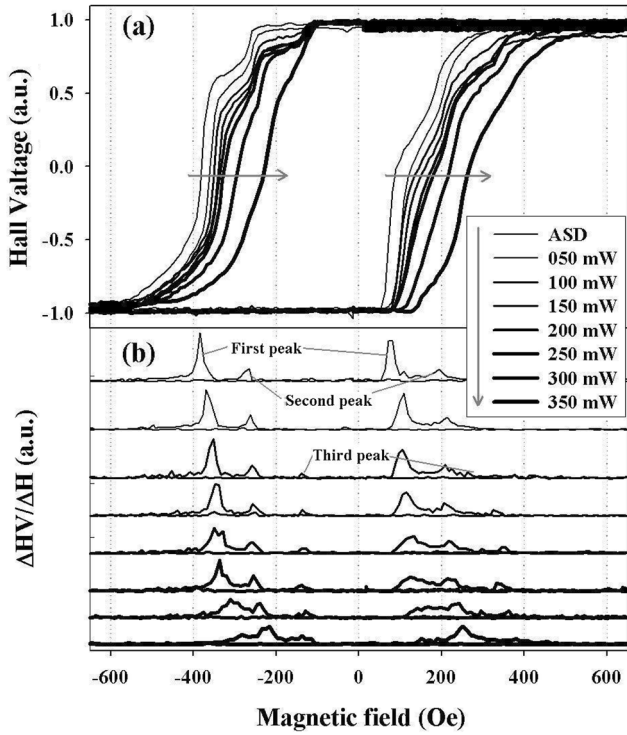 (a)
1.0
0.5
0.0
-0.5
-1.0
Hall Valtage (a.u.)
ASD
050 mW
100 mW
150 mW
200 mW
250 mW
300 mW
350 mW
(b)
First peak
Second peak
Third peak
ΔHV/ΔH (a.u.)
-600 -400 -200 0 200 400 600
Magnetic field (Oe)